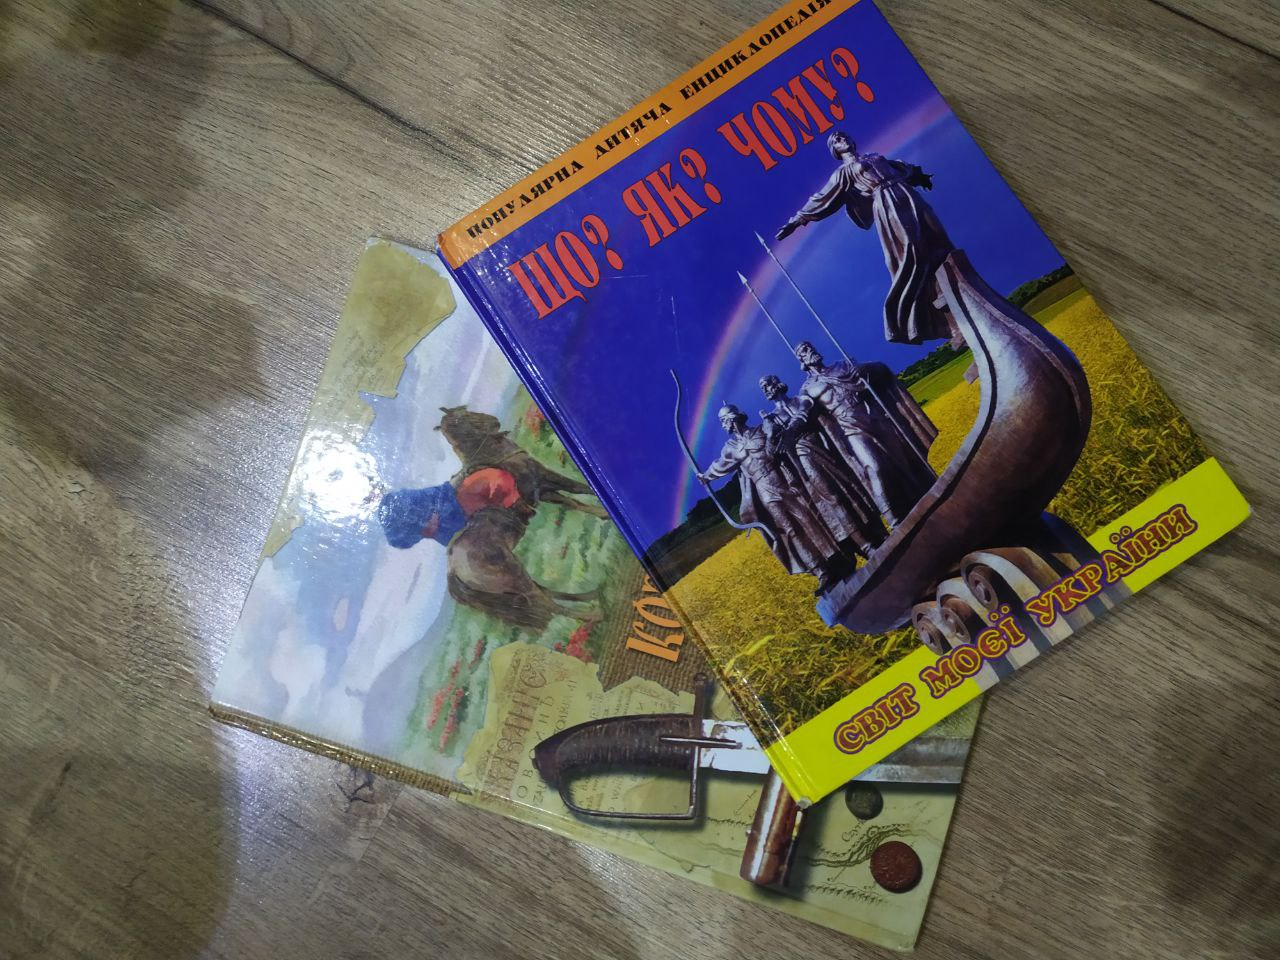 ПОПУЛЯРНА ДИТЯЧА ЕНЦИКЛОПЕДІЯ
ЩО? ЯК? ЧОМУ?
СВІТ МОЄЇ УКРАЇНИ